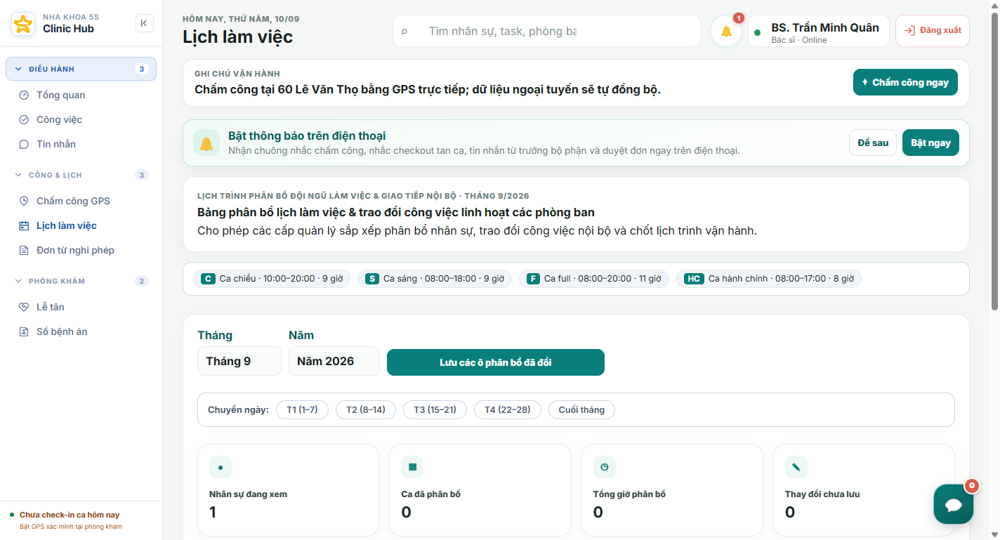 NHA KHOA 5S
Clinic Hub
ĐIỀU HÀNH 3
Tổng quan
Công việc
Tin nhắn
CÔNG & LỊCH 3
Chấm công GPS
Lịch làm việc
Đơn từ nghỉ phép
PHÒNG KHÁM 2
Lễ tân
Sổ bệnh án
Chưa check-in ca hôm nay
Bật GPS xác minh tại phòng khám
HÔM NAY, THỨ NĂM, 10/09
Lịch làm việc
Tìm nhân sự, task, phòng ba
1
BS. Trần Minh Quân
Bác sĩ · Online
Đăng xuất
GHI CHÚ VẬN HÀNH
Chấm công tại 60 Lê Văn Thọ bằng GPS trực tiếp; dữ liệu ngoại tuyến sẽ tự đồng bộ.
Chấm công ngay
Bật thông báo trên điện thoại
Nhận chuông nhắc chấm công, nhắc checkout tan ca, tin nhắn từ trưởng bộ phận và duyệt đơn ngay trên điện thoại.
Để sau
Bật ngay
LỊCH TRÌNH PHÂN BỔ ĐỘI NGŨ LÀM VIỆC & GIAO TIẾP NỘI BỘ · THÁNG 9/2026
Bảng phân bổ lịch làm việc & trao đổi công việc linh hoạt các phòng ban
Cho phép các cấp quản lý sắp xếp phân bổ nhân sự, trao đổi công việc nội bộ và chốt lịch trình vận hành.
C Ca chiều · 10:00–20:00 · 9 giờ
S Ca sáng · 08:00–18:00 · 9 giờ
F Ca full · 08:00–20:00 · 11 giờ
HC Ca hành chính · 08:00–17:00 · 8 giờ
Tháng
Năm
Tháng 9
Năm 2026
Lưu các ô phân bổ đã đổi
Chuyển ngày:
T1 (1–7)
T2 (8–14)
T3 (15–21)
T4 (22–28)
Cuối tháng
Nhân sự đang xem
1
Ca đã phân bổ
0
Tổng giờ phân bổ
0
Thay đổi chưa lưu
0
0